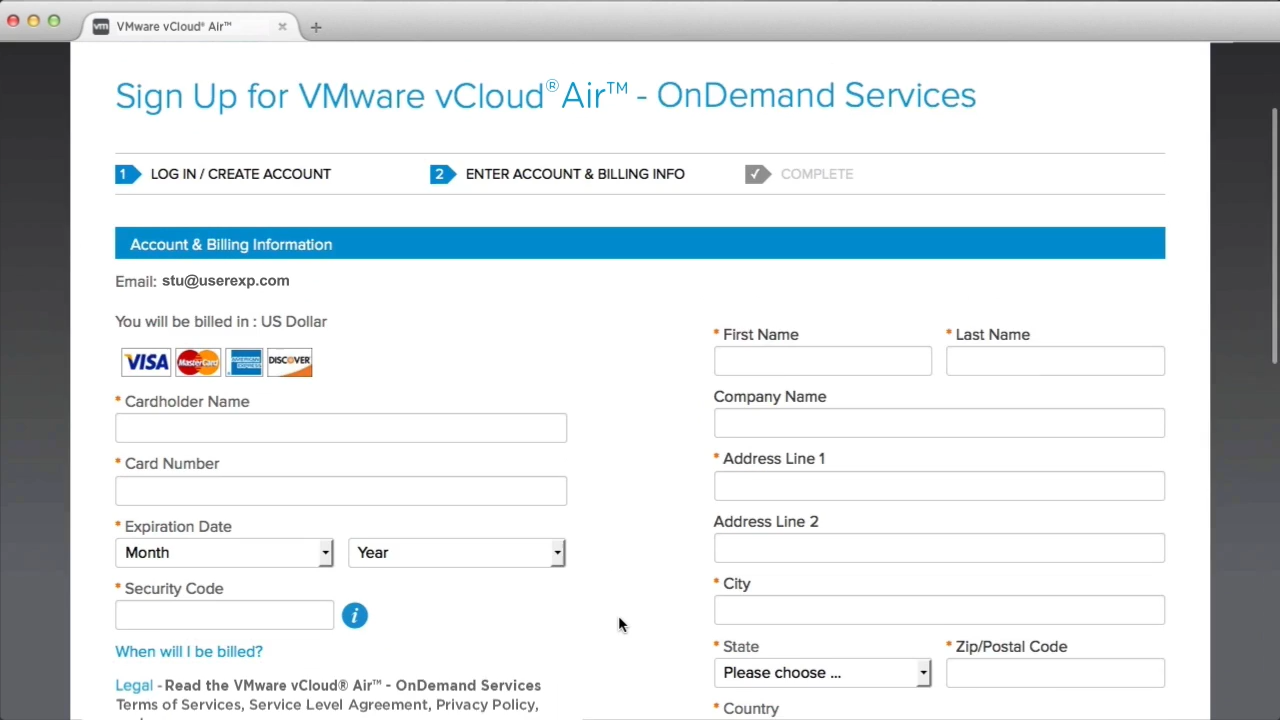 vm VMware vCloud® Air™
Sign Up for VMware vCloud® Air™ - OnDemand Services
1 LOG IN / CREATE ACCOUNT 2 ENTER ACCOUNT & BILLING INFO ✓ COMPLETE
Account & Billing Information
Email: stu@userexp.com
You will be billed in : US Dollar
VISA MasterCard AMERICAN EXPRESS DISCOVER
* Cardholder Name
* Card Number
* Expiration Date
Month Year
* Security Code
i
When will I be billed?
Legal - Read the VMware vCloud® Air™ - OnDemand Services
Terms of Services, Service Level Agreement, Privacy Policy,
* First Name * Last Name
Company Name
* Address Line 1
Address Line 2
* City
* State * Zip/Postal Code
Please choose ...
* Country